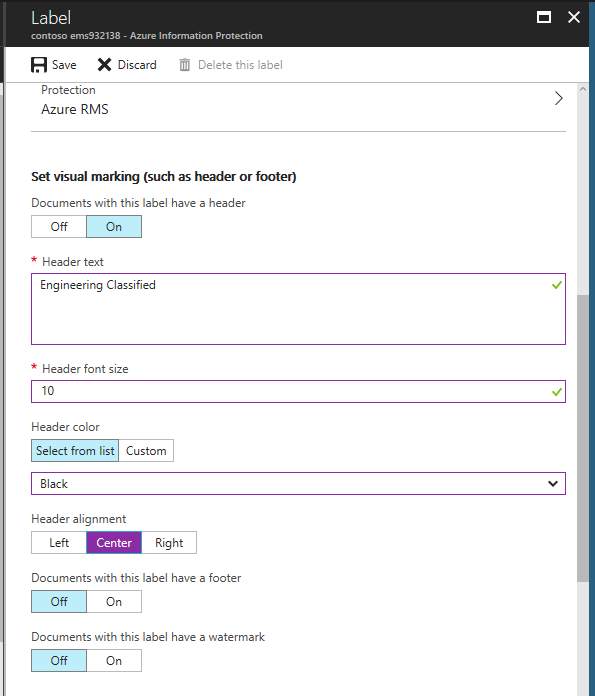 Label
contoso ems932138 - Azure Information Protection
Save Discard Delete this label
Protection
Azure RMS
Set visual marking (such as header or footer)
Documents with this label have a header
Off On
* Header text
Engineering Classified
* Header font size
10
Header color
Select from list Custom
Black
Header alignment
Left Center Right
Documents with this label have a footer
Off On
Documents with this label have a watermark
Off On